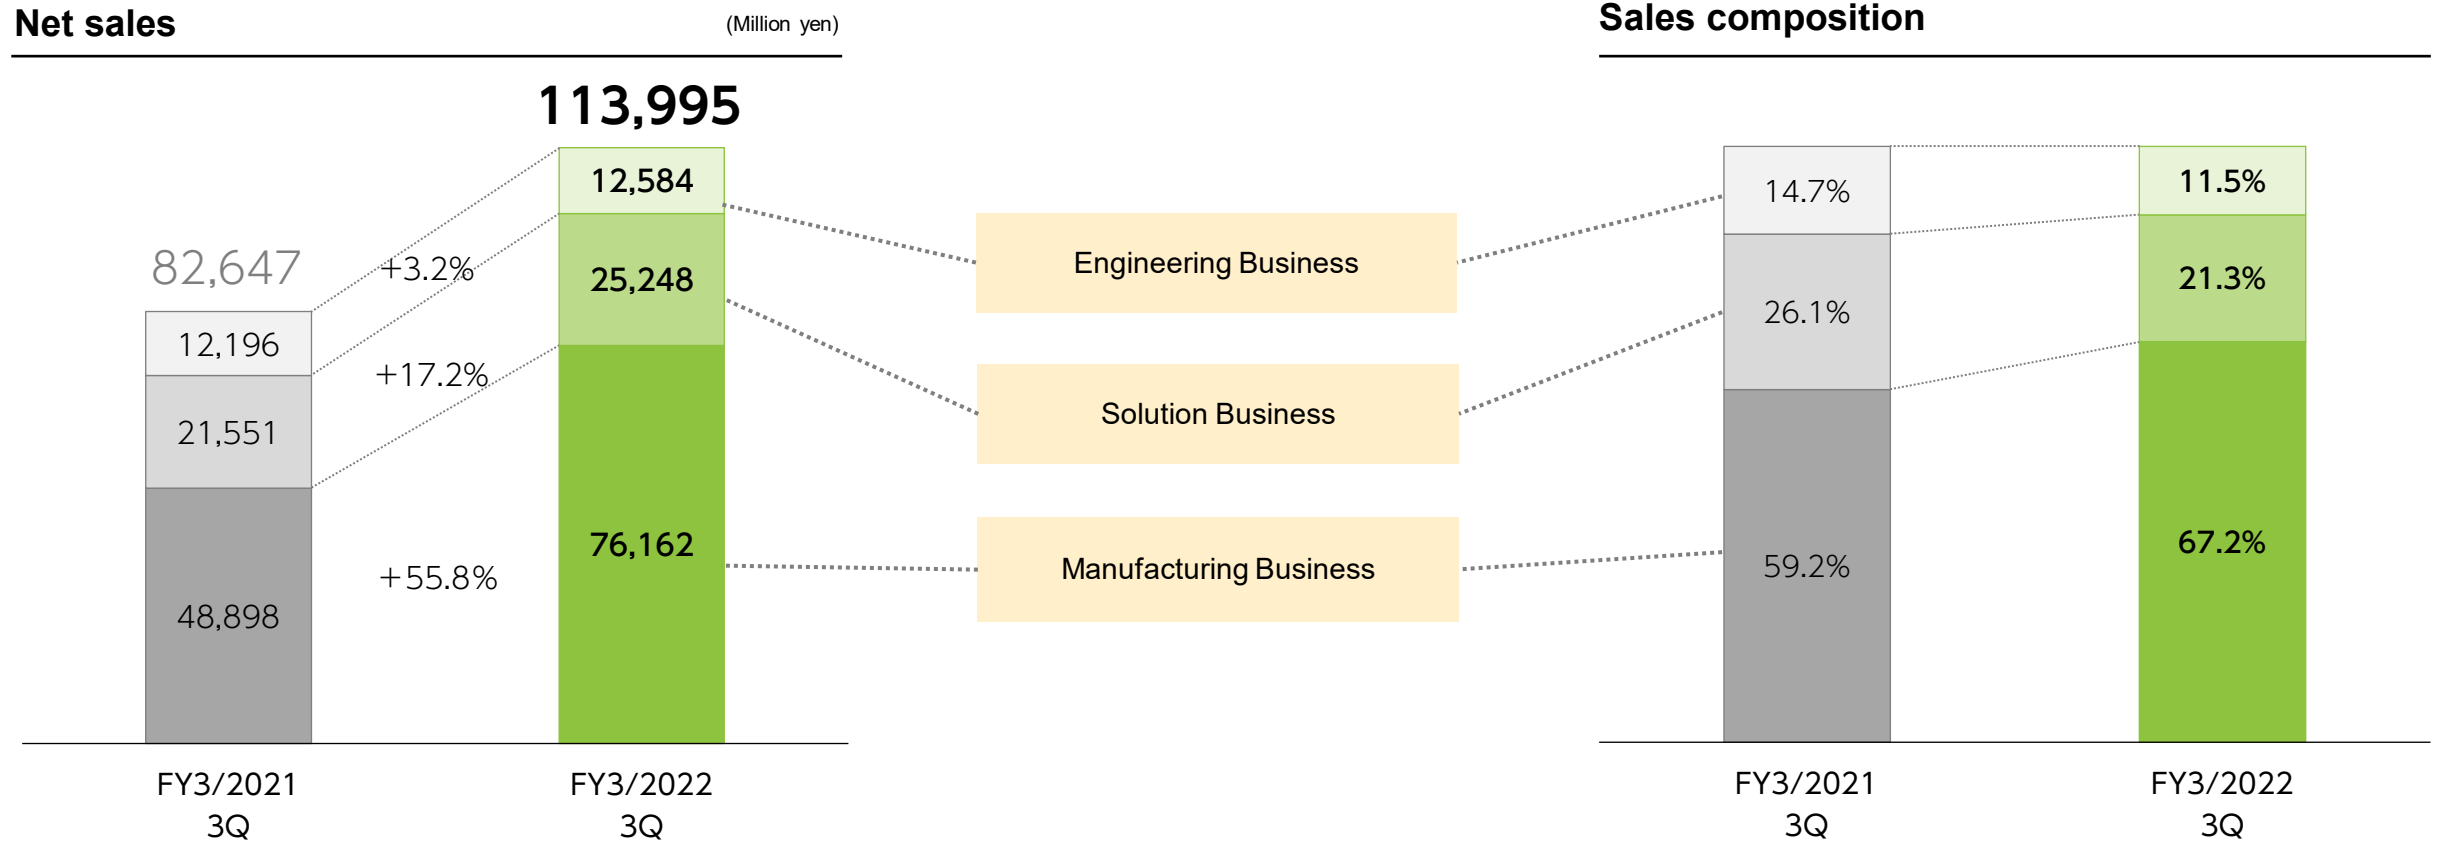 Net sales
(Million yen)
113,995
12,584
25,248
76,162
82,647
12,196
21,551
48,898
+3.2%
+17.2%
+55.8%
FY3/2021
3Q
FY3/2022
3Q
Engineering Business
Solution Business
Manufacturing Business
Sales composition
14.7%
26.1%
59.2%
11.5%
21.3%
67.2%
FY3/2021
3Q
FY3/2022
3Q